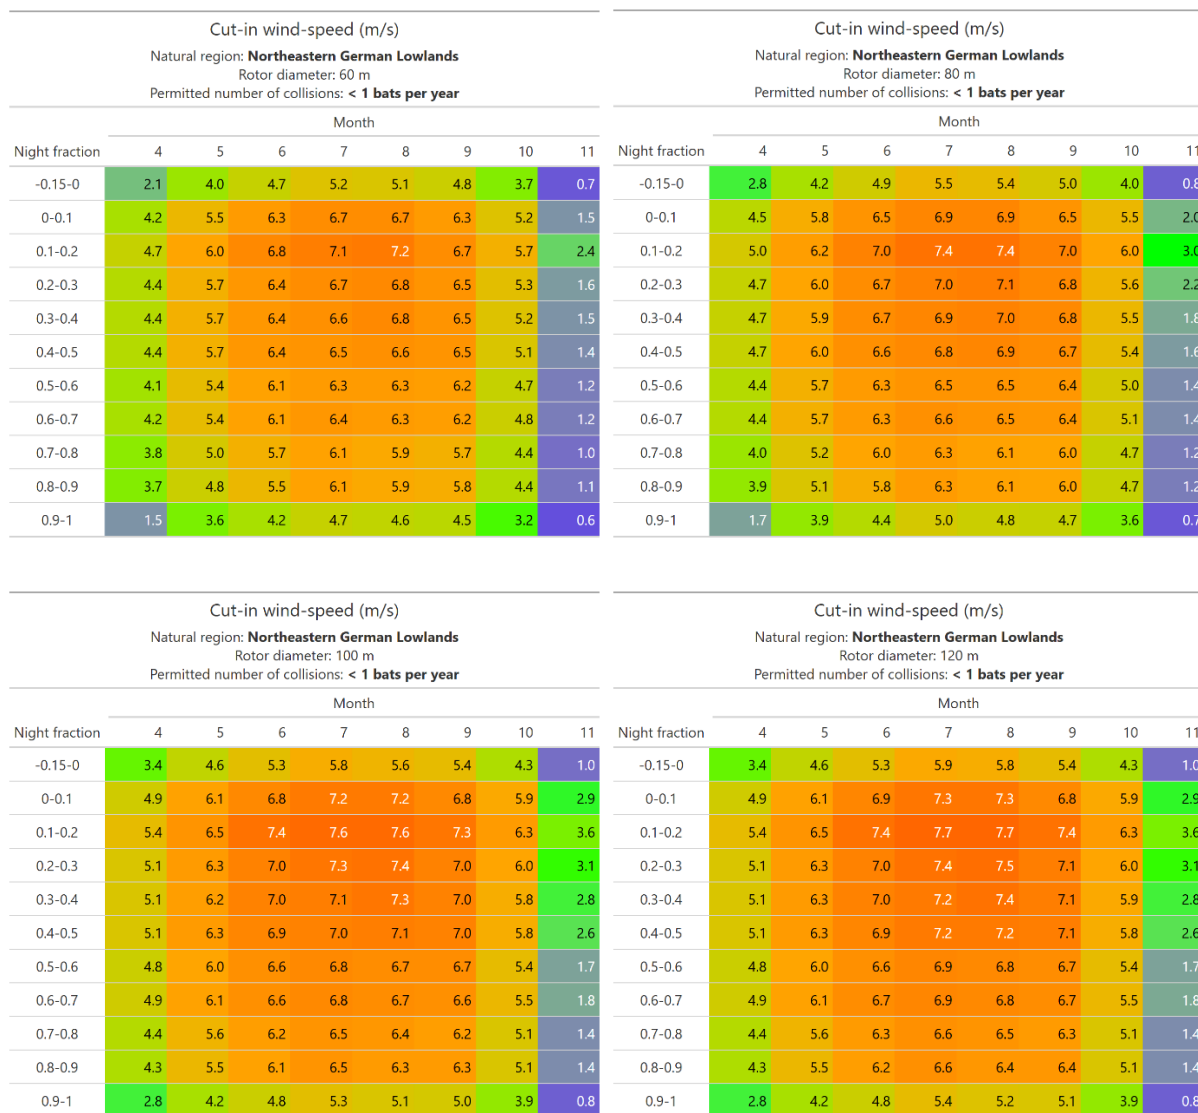 Cut-in wind-speed (m/s)
Natural region: Northeastern German Lowlands
Rotor diameter: 60 m
Permitted number of collisions: < 1 bats per year
Month
Night fraction 4 5 6 7 8 9 10 11
-0.15-0 2.1 4.0 4.7 5.2 5.1 4.8 3.7 0.7
0-0.1 4.2 5.5 6.3 6.7 6.7 6.3 5.2 1.5
0.1-0.2 4.7 6.0 6.8 7.1 7.2 6.7 5.7 2.4
0.2-0.3 4.4 5.7 6.4 6.7 6.8 6.5 5.3 1.6
0.3-0.4 4.4 5.7 6.4 6.6 6.8 6.5 5.2 1.5
0.4-0.5 4.4 5.7 6.4 6.5 6.6 6.5 5.1 1.4
0.5-0.6 4.1 5.4 6.1 6.3 6.3 6.2 4.7 1.2
0.6-0.7 4.2 5.4 6.1 6.4 6.3 6.2 4.8 1.2
0.7-0.8 3.8 5.0 5.7 6.1 5.9 5.7 4.4 1.0
0.8-0.9 3.7 4.8 5.5 6.1 5.9 5.8 4.4 1.1
0.9-1 1.5 3.6 4.2 4.7 4.6 4.5 3.2 0.6
Cut-in wind-speed (m/s)
Natural region: Northeastern German Lowlands
Rotor diameter: 80 m
Permitted number of collisions: < 1 bats per year
Month
Night fraction 4 5 6 7 8 9 10 11
-0.15-0 2.8 4.2 4.9 5.5 5.4 5.0 4.0 0.8
0-0.1 4.5 5.8 6.5 6.9 6.9 6.5 5.5 2.0
0.1-0.2 5.0 6.2 7.0 7.4 7.4 7.0 6.0 3.0
0.2-0.3 4.7 6.0 6.7 7.0 7.1 6.8 5.6 2.2
0.3-0.4 4.7 5.9 6.7 6.9 7.0 6.8 5.5 1.8
0.4-0.5 4.7 6.0 6.6 6.8 6.9 6.7 5.4 1.6
0.5-0.6 4.4 5.7 6.3 6.5 6.5 6.4 5.0 1.4
0.6-0.7 4.4 5.7 6.3 6.6 6.5 6.4 5.1 1.4
0.7-0.8 4.0 5.2 6.0 6.3 6.1 6.0 4.7 1.2
0.8-0.9 3.9 5.1 5.8 6.3 6.1 6.0 4.7 1.2
0.9-1 1.7 3.9 4.4 5.0 4.8 4.7 3.6 0.7
Cut-in wind-speed (m/s)
Natural region: Northeastern German Lowlands
Rotor diameter: 100 m
Permitted number of collisions: < 1 bats per year
Month
Night fraction 4 5 6 7 8 9 10 11
-0.15-0 3.4 4.6 5.3 5.8 5.6 5.4 4.3 1.0
0-0.1 4.9 6.1 6.8 7.2 7.2 6.8 5.9 2.9
0.1-0.2 5.4 6.5 7.4 7.6 7.6 7.3 6.3 3.6
0.2-0.3 5.1 6.3 7.0 7.3 7.4 7.0 6.0 3.1
0.3-0.4 5.1 6.2 7.0 7.1 7.3 7.0 5.8 2.8
0.4-0.5 5.1 6.3 6.9 7.0 7.1 7.0 5.8 2.6
0.5-0.6 4.8 6.0 6.6 6.8 6.7 6.7 5.4 1.7
0.6-0.7 4.9 6.1 6.6 6.8 6.7 6.6 5.5 1.8
0.7-0.8 4.4 5.6 6.2 6.5 6.4 6.2 5.1 1.4
0.8-0.9 4.3 5.5 6.1 6.5 6.3 6.3 5.1 1.4
0.9-1 2.8 4.2 4.8 5.3 5.1 5.0 3.9 0.8
Cut-in wind-speed (m/s)
Natural region: Northeastern German Lowlands
Rotor diameter: 120 m
Permitted number of collisions: < 1 bats per year
Month
Night fraction 4 5 6 7 8 9 10 11
-0.15-0 3.4 4.6 5.3 5.9 5.8 5.4 4.3 1.0
0-0.1 4.9 6.1 6.9 7.3 7.3 6.8 5.9 2.9
0.1-0.2 5.4 6.5 7.4 7.7 7.7 7.4 6.3 3.6
0.2-0.3 5.1 6.3 7.0 7.4 7.5 7.1 6.0 3.1
0.3-0.4 5.1 6.3 7.0 7.2 7.4 7.1 5.9 2.8
0.4-0.5 5.1 6.3 6.9 7.2 7.2 7.1 5.8 2.6
0.5-0.6 4.8 6.0 6.6 6.9 6.8 6.7 5.4 1.7
0.6-0.7 4.9 6.1 6.7 6.9 6.8 6.7 5.5 1.8
0.7-0.8 4.4 5.6 6.3 6.6 6.5 6.3 5.1 1.4
0.8-0.9 4.3 5.5 6.2 6.6 6.4 6.4 5.1 1.4
0.9-1 2.8 4.2 4.8 5.4 5.2 5.1 3.9 0.8